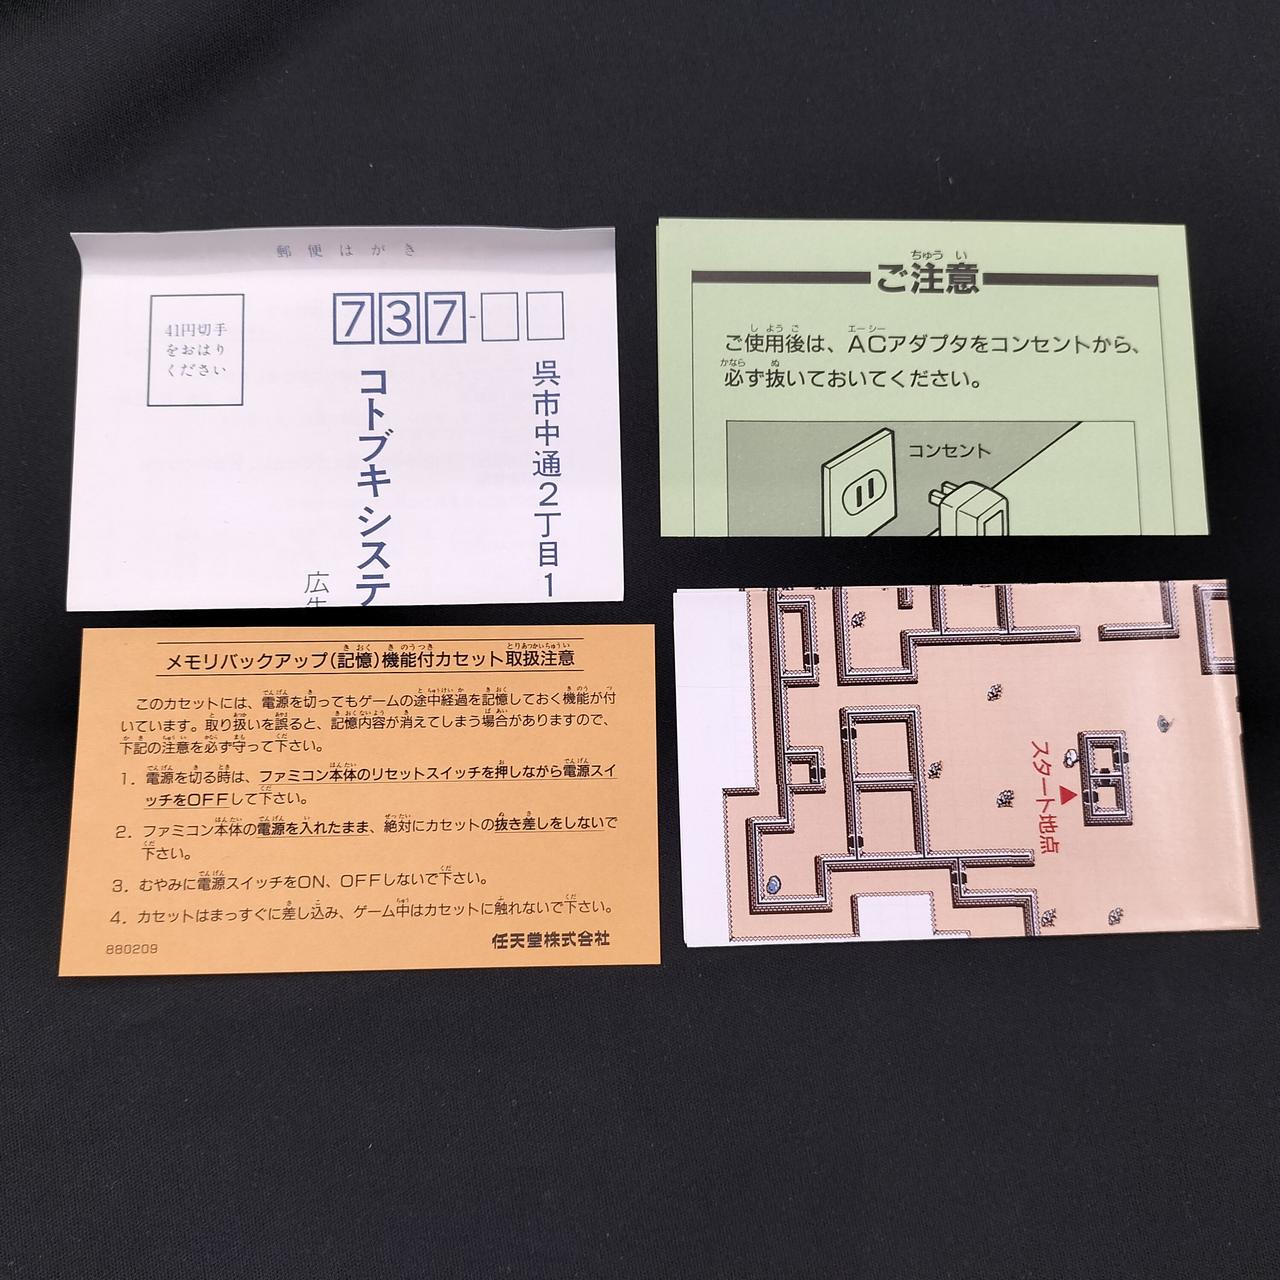 郵便はがき
41円切手
をおはり
ください
737-
呉市中通2丁目1
コトブキシステ
広告
ご注意
ご使用後は、ACアダプタをコンセントから、
必ず抜いておいてください。
コンセント
メモリバックアップ(記憶)機能付カセット取扱注意
このカセットには、電源を切ってもゲームの途中経過を記憶しておく機能が付
いています。取り扱いを誤ると、記憶内容が消えてしまう場合がありますので、
下記の注意を必ず守って下さい。
1. 電源を切る時は、ファミコン本体のリセットスイッチを押しながら電源スイ
ッチをOFFして下さい。
2. ファミコン本体の電源を入れたまま、絶対にカセットの抜き差しをしないで
下さい。
3. むやみに電源スイッチをON、OFFしないで下さい。
4. カセットはまっすぐに差し込み、ゲーム中はカセットに触れないで下さい。
880209
任天堂株式会社
スタート地点